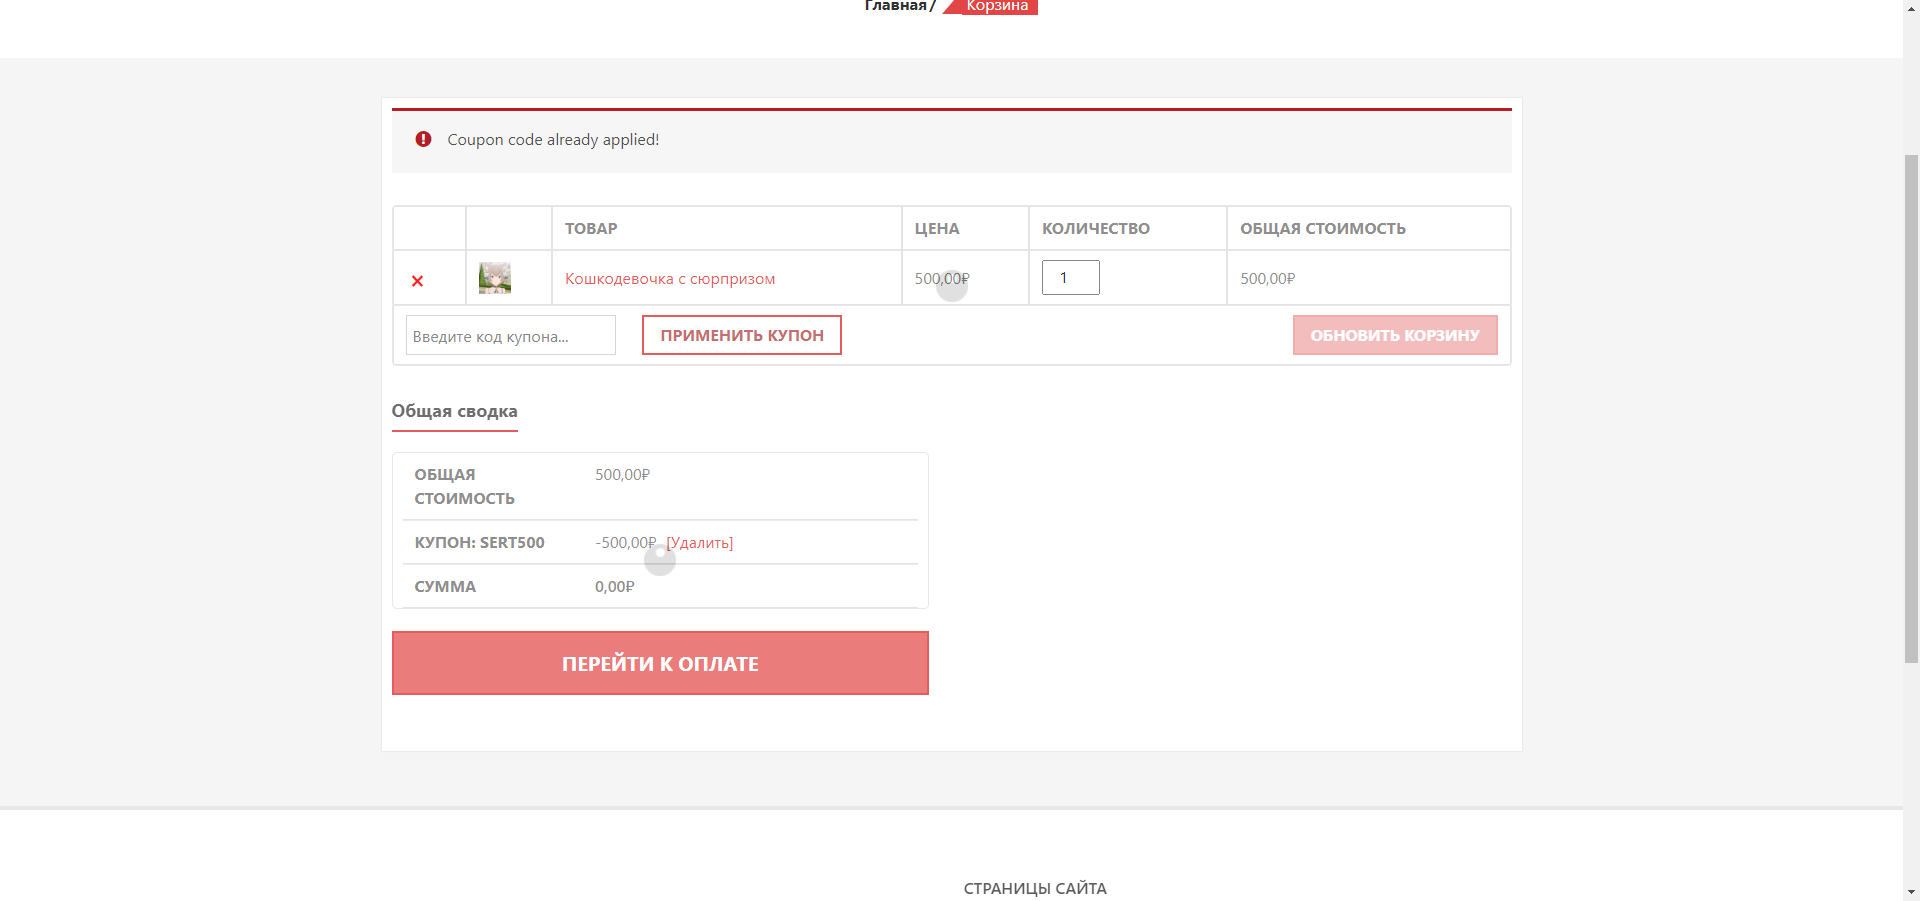 Главная / Корзина
Coupon code already applied!
ТОВАР ЦЕНА КОЛИЧЕСТВО ОБЩАЯ СТОИМОСТЬ
× Кошкодевочка с сюрпризом 500,00₽ 1 500,00₽
Введите код купона... ПРИМЕНИТЬ КУПОН ОБНОВИТЬ КОРЗИНУ
Общая сводка
ОБЩАЯ СТОИМОСТЬ 500,00₽
КУПОН: SERT500 -500,00₽ [Удалить]
СУММА 0,00₽
ПЕРЕЙТИ К ОПЛАТЕ
СТРАНИЦЫ САЙТА